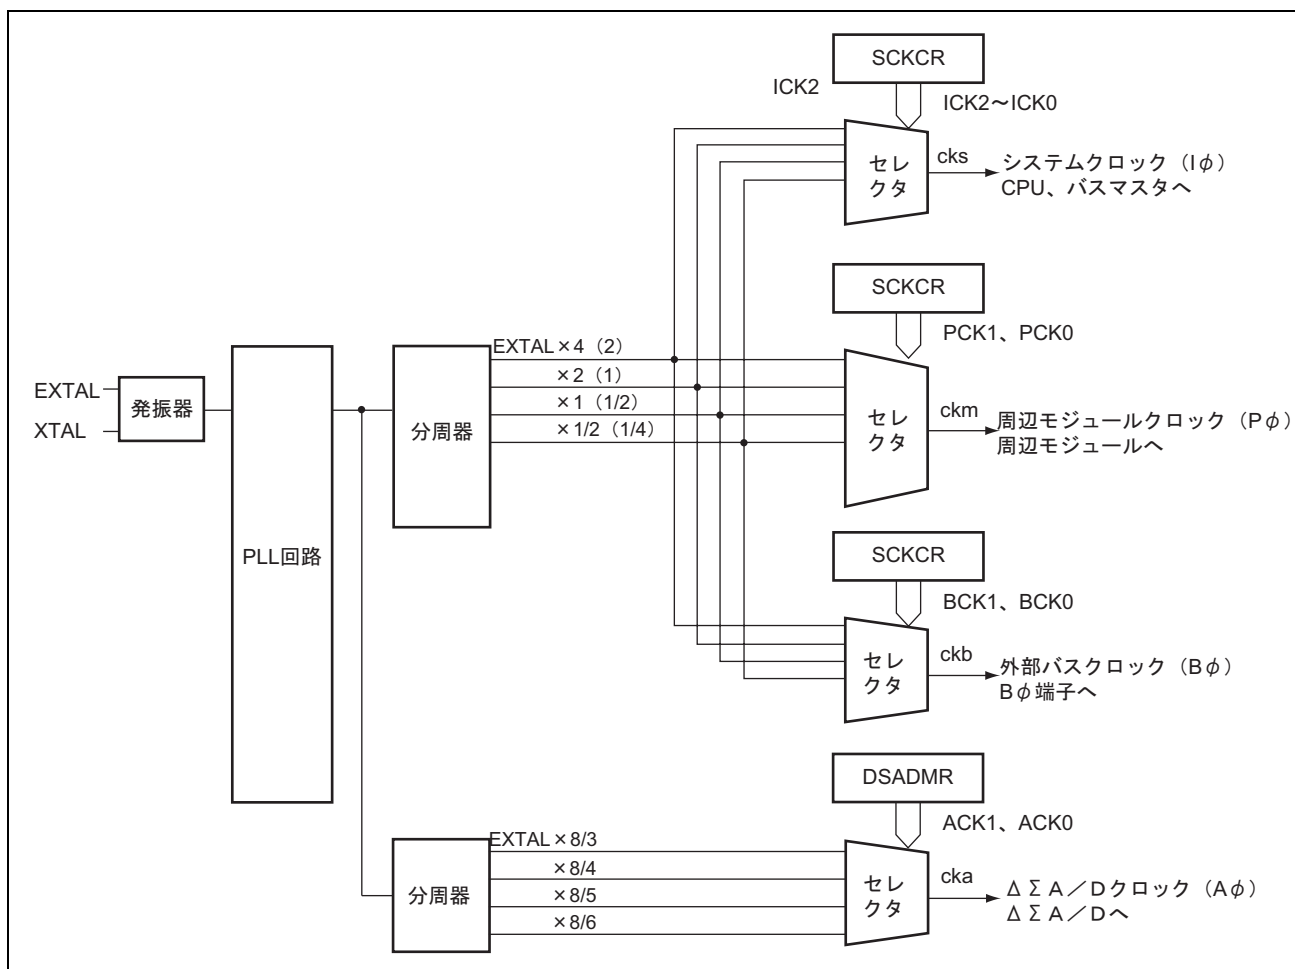 SCKCR
ICK2
ICK2～ICK0
セレ
クタ
cks
システムクロック（Iφ）
CPU、バスマスタへ
SCKCR
PCK1、PCK0
EXTAL×4（2）
×2（1）
×1（1/2）
×1/2（1/4）
EXTAL
XTAL
発振器
分周器
セレ
クタ
ckm
周辺モジュールクロック（Pφ）
周辺モジュールへ
PLL回路
SCKCR
BCK1、BCK0
セレ
クタ
ckb
外部バスクロック（Bφ）
Bφ端子へ
DSADMR
ACK1、ACK0
EXTAL×8/3
×8/4
×8/5
×8/6
分周器
セレ
クタ
cka
ΔΣA／Dクロック（Aφ）
ΔΣA／Dへ